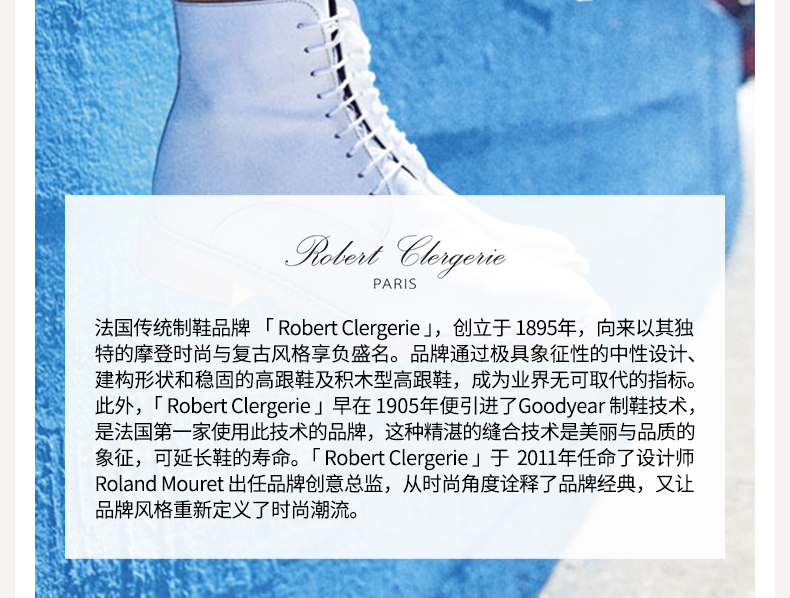 Robert Clergerie
PARIS
法国传统制鞋品牌 「 Robert Clergerie 」，创立于 1895年，向来以其独
特的摩登时尚与复古风格享负盛名。品牌通过极具象征性的中性设计、
建构形状和稳固的高跟鞋及积木型高跟鞋，成为业界无可取代的指标。
此外，「 Robert Clergerie 」早在 1905年便引进了Goodyear 制鞋技术，
是法国第一家使用此技术的品牌，这种精湛的缝合技术是美丽与品质的
象征，可延长鞋的寿命。「 Robert Clergerie 」于 2011年任命了设计师
Roland Mouret 出任品牌创意总监，从时尚角度诠释了品牌经典，又让
品牌风格重新定义了时尚潮流。